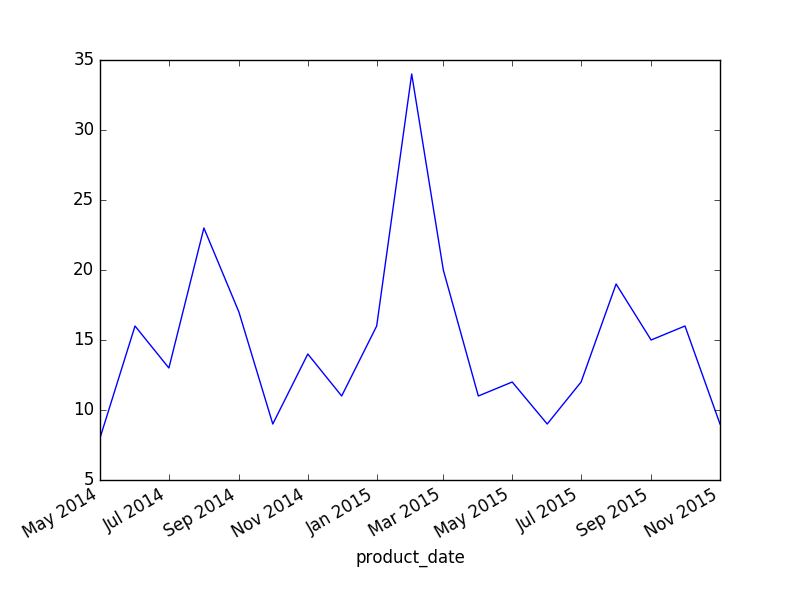 35
30
25
20
15
10
5
May 2014
Jul 2014
Sep 2014
Nov 2014
Jan 2015
Mar 2015
May 2015
Jul 2015
Sep 2015
Nov 2015
product_date